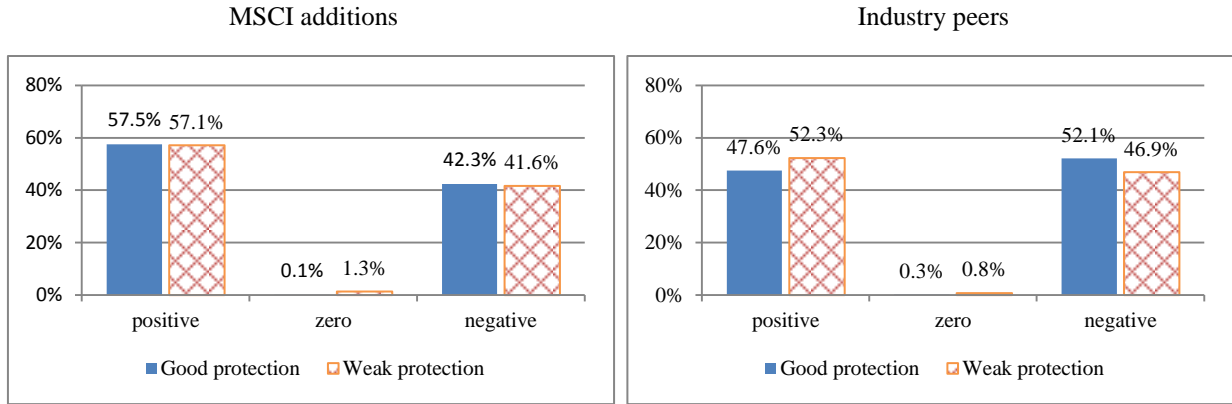 MSCI additions
80%
60%
40%
20%
0%
57.5%
57.1%
0.1%
1.3%
42.3%
41.6%
positive
zero
negative
Good protection
Weak protection
Industry peers
80%
60%
40%
20%
0%
47.6%
52.3%
0.3%
0.8%
52.1%
46.9%
positive
zero
negative
Good protection
Weak protection